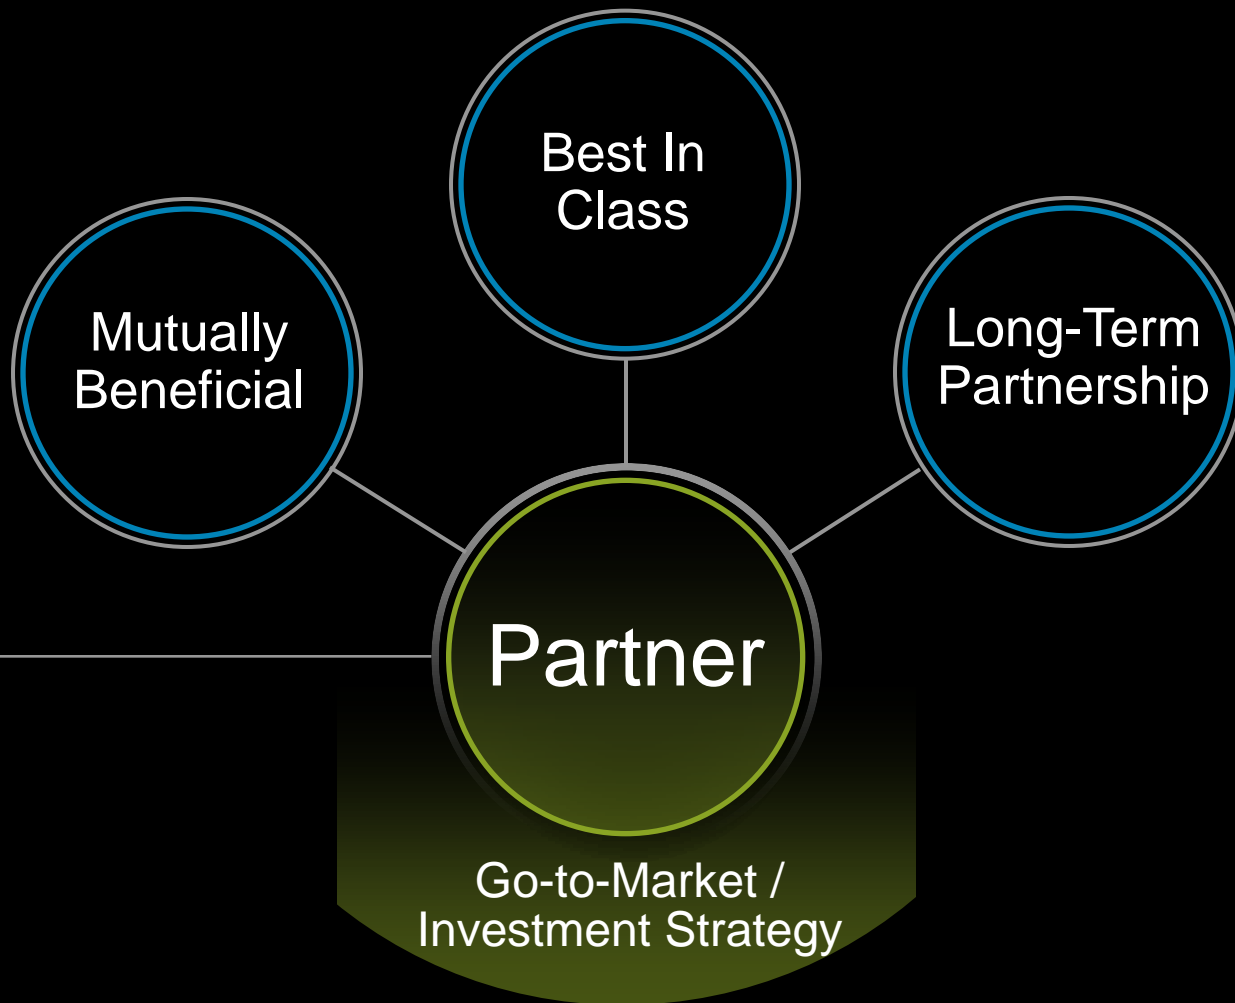 Best In
Class
Mutually
Beneficial
Long-Term
Partnership
Partner
Go-to-Market /
Investment Strategy